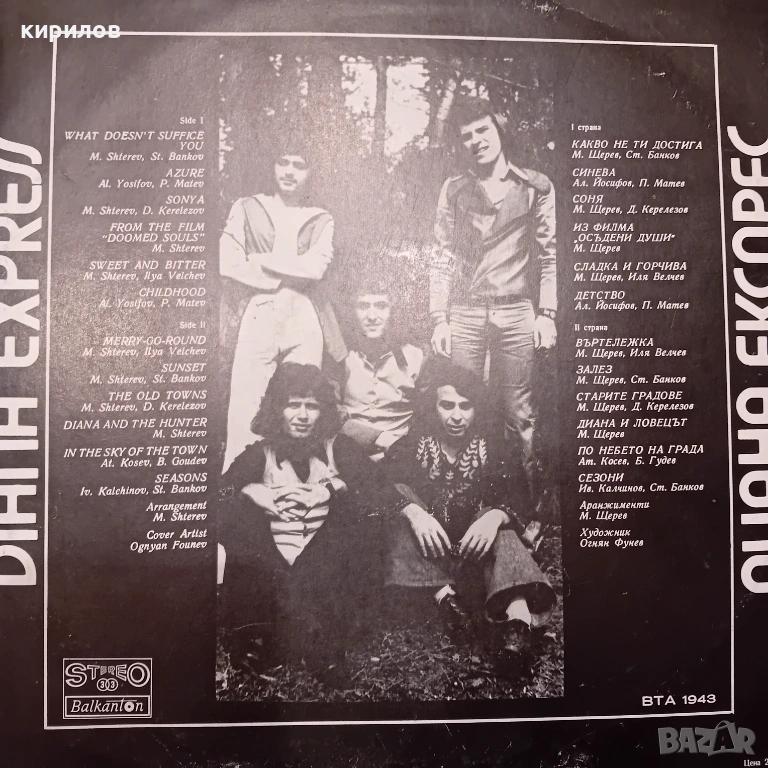 кирилов
DIANA EXPRESS
Side I
WHAT DOESN'T SUFFICE
YOU
M. Shterev, St. Bankov
AZURE
Al. Yosifov, P. Matev
SONYA
M. Shterev, D. Kerelezov
FROM THE FILM
"DOOMED SOULS"
M. Shterev
SWEET AND BITTER
M. Shterev, Ilya Velchev
CHILDHOOD
Al. Yosifov, P. Matev
Side II
MERRY-GO-ROUND
M. Shterev, Ilya Velchev
SUNSET
M. Shterev, St. Bankov
THE OLD TOWNS
M. Shterev, D. Kerelezov
DIANA AND THE HUNTER
M. Shterev
IN THE SKY OF THE TOWN
At. Kosev, B. Goudev
SEASONS
Iv. Kalchinov, St. Bankov
Arrangement
M. Shterev
Cover Artist
Ognyan Founev
STEREO
303
Balkanton
I страна
КАКВО НЕ ТИ ДОСТИГА
М. Щерев, Ст. Банков
СИНЕВА
Ал. Йосифов, П. Матев
СОНЯ
М. Щерев, Д. Керелезов
ИЗ ФИЛМА
„ОСЪДЕНИ ДУШИ"
М. Щерев
СЛАДКА И ГОРЧИВА
М. Щерев, Иля Велчев
ДЕТСТВО
Ал. Йосифов, П. Матев
II страна
ВЪРТЕЛЕЖКА
М. Щерев, Иля Велчев
ЗАЛЕЗ
М. Щерев, Ст. Банков
СТАРИТЕ ГРАДОВЕ
М. Щерев, Д. Керелезов
ДИАНА И ЛОВЕЦЪТ
М. Щерев
ПО НЕБЕТО НА ГРАДА
Ат. Косев, Б. Гудев
СЕЗОНИ
Ив. Калчинов, Ст. Банков
Аранжименти
М. Щерев
Художник
Огнян Фунев
ВТА 1943
ДИАНА ЕКСПРЕС
BAZAR
Цена 2